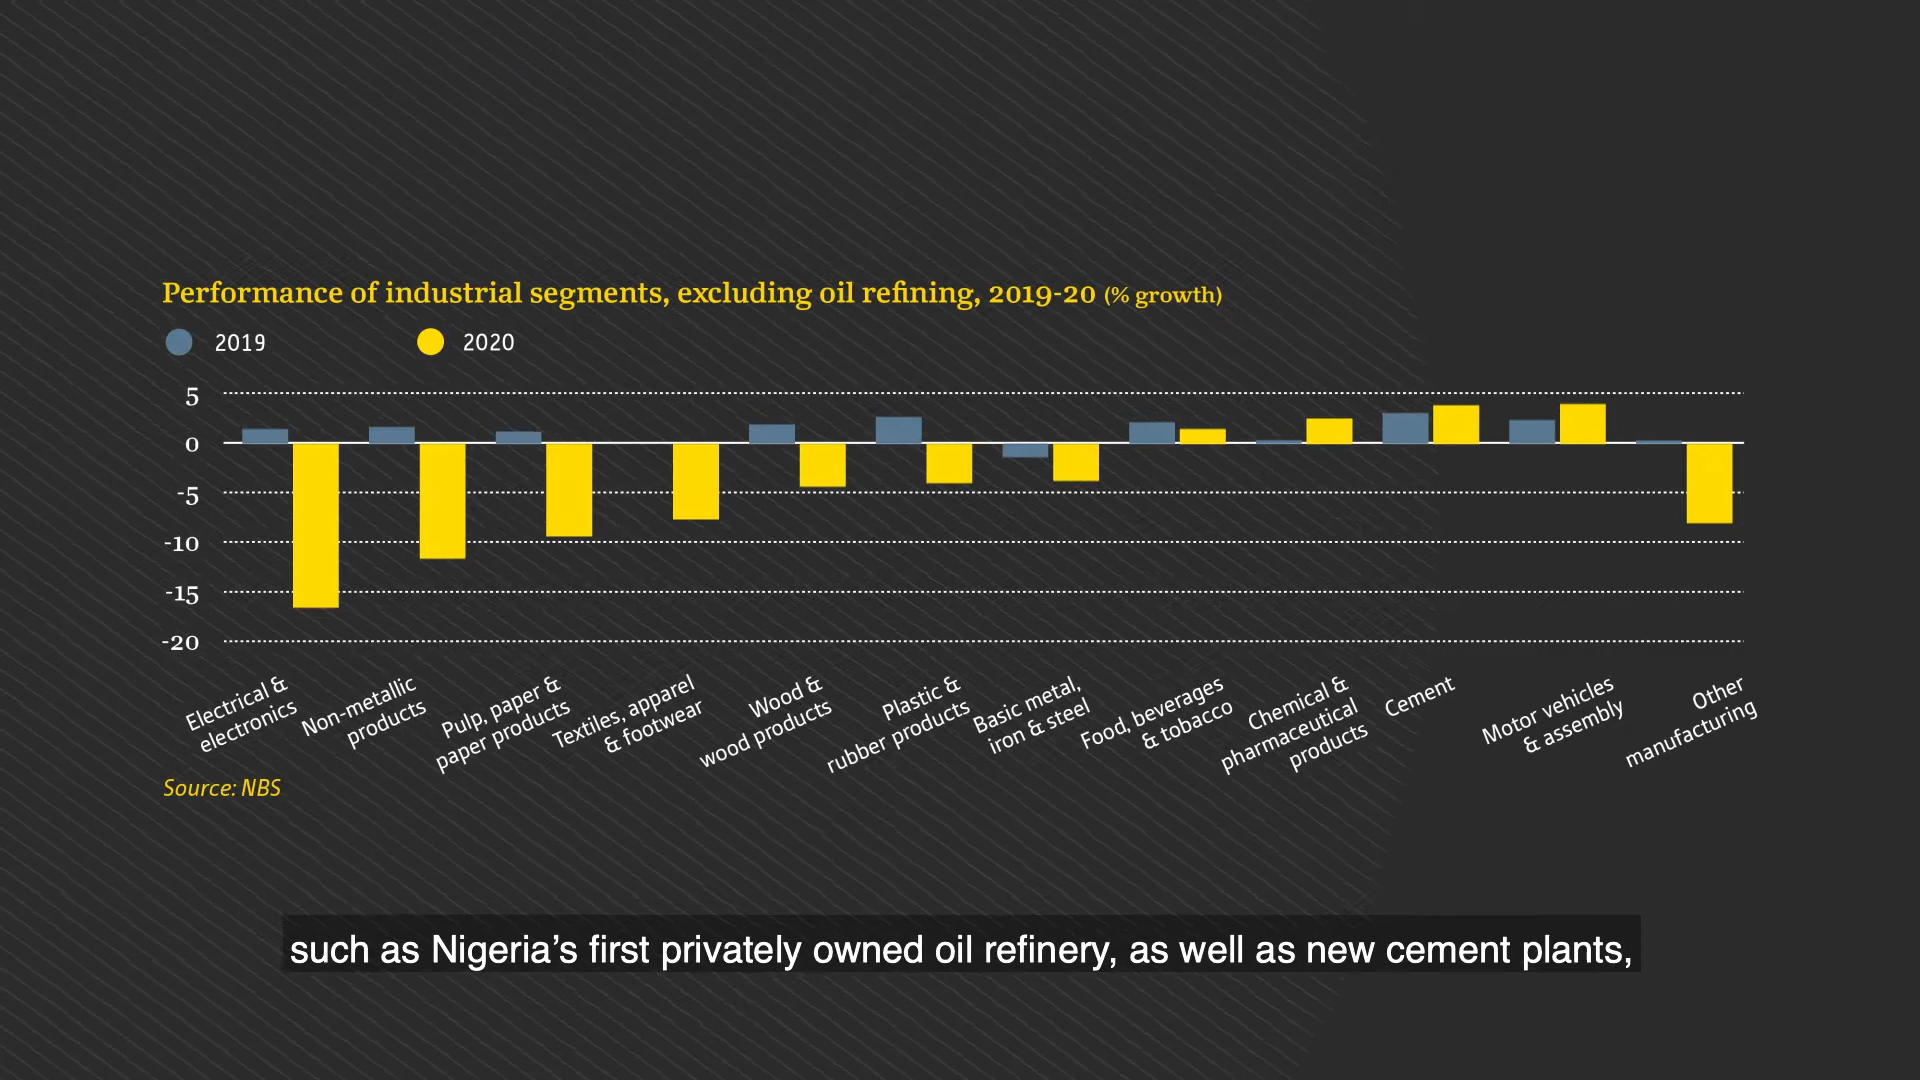 Performance of industrial segments, excluding oil refining, 2019-20 (% growth)
2019
2020
5
0
-5
-10
-15
-20
Electrical &
electronics
Non-metallic
products
Pulp, paper &
paper products
Textiles, apparel
& footwear
Wood &
wood products
Plastic &
rubber products
Basic metal,
iron & steel
Food, beverages
& tobacco
Chemical &
pharmaceutical
products
Cement
Motor vehicles
& assembly
Other
manufacturing
Source: NBS
such as Nigeria’s first privately owned oil refinery, as well as new cement plants,